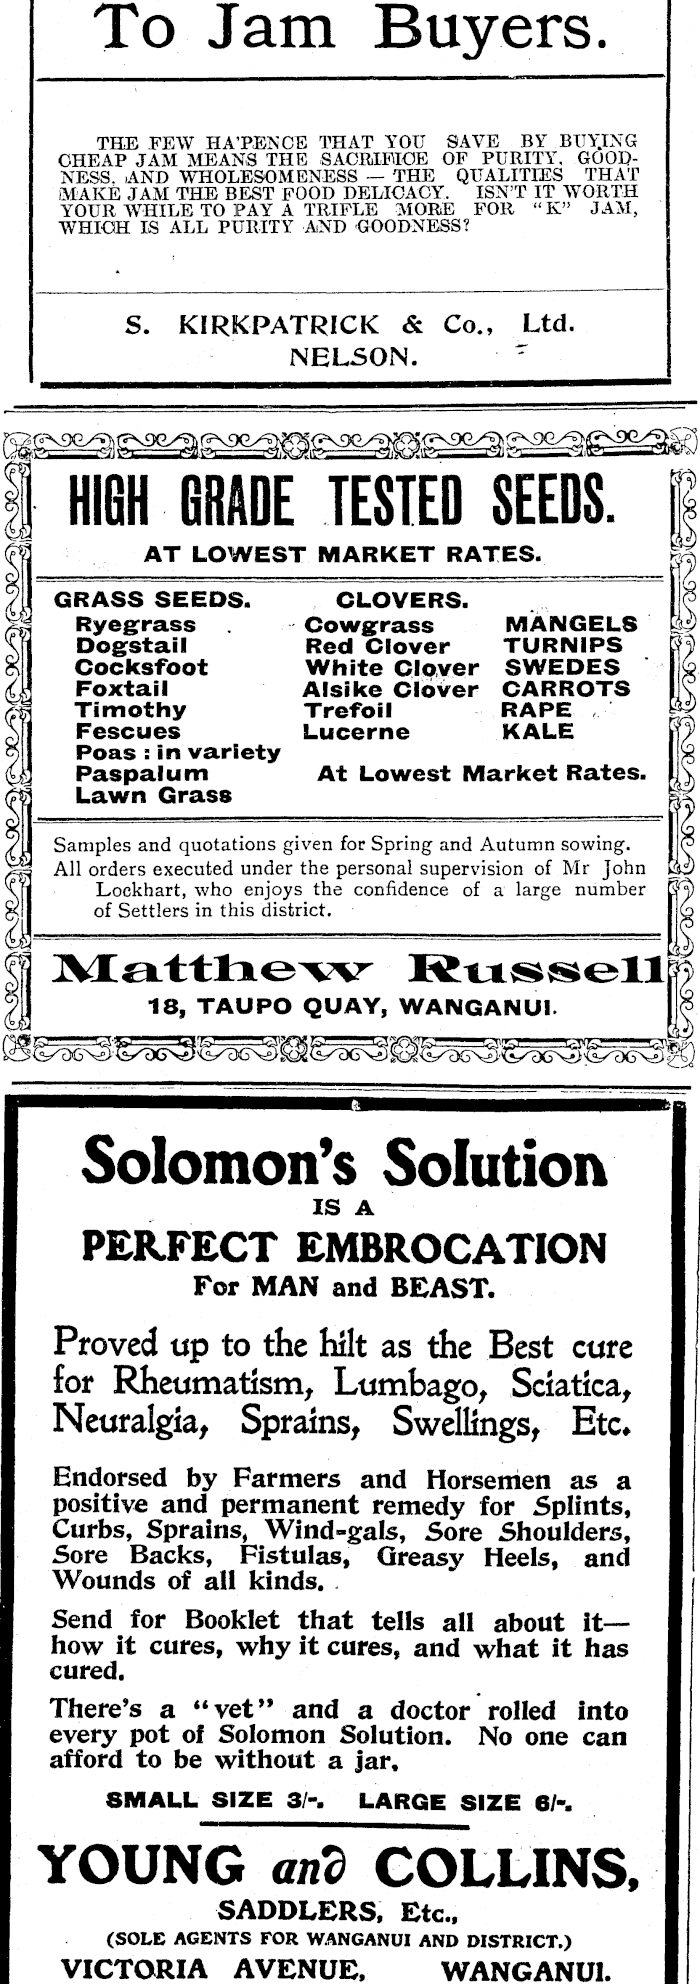 To Jam Buyers.
THE FEW HA'PENCE THAT YOU SAVE BY BUYING
CHEAP JAM MEANS THE SACRIFICE OF PURITY, GOOD-
NESS, AND WHOLESOMENESS — THE QUALITIES THAT
MAKE JAM THE BEST FOOD DELICACY. ISN'T IT WORTH
YOUR WHILE TO PAY A TRIFLE MORE FOR "K" JAM,
WHICH IS ALL PURITY AND GOODNESS?
S. KIRKPATRICK & Co., Ltd.
NELSON.
HIGH GRADE TESTED SEEDS.
AT LOWEST MARKET RATES.
GRASS SEEDS.
Ryegrass
Dogstail
Cocksfoot
Foxtail
Timothy
Fescues
Poas : in variety
Paspalum
Lawn Grass
CLOVERS.
Cowgrass
Red Clover
White Clover
Alsike Clover
Trefoil
Lucerne
MANGELS
TURNIPS
SWEDES
CARROTS
RAPE
KALE
At Lowest Market Rates.
Samples and quotations given for Spring and Autumn sowing.
All orders executed under the personal supervision of Mr John
Lockhart, who enjoys the confidence of a large number
of Settlers in this district.
Matthew Russell
18, TAUPO QUAY, WANGANUI.
Solomon's Solution
IS A
PERFECT EMBROCATION
For MAN and BEAST.
Proved up to the hilt as the Best cure
for Rheumatism, Lumbago, Sciatica,
Neuralgia, Sprains, Swellings, Etc.
Endorsed by Farmers and Horsemen as a
positive and permanent remedy for Splints,
Curbs, Sprains, Wind-gals, Sore Shoulders,
Sore Backs, Fistulas, Greasy Heels, and
Wounds of all kinds.
Send for Booklet that tells all about it—
how it cures, why it cures, and what it has
cured.
There's a "vet" and a doctor rolled into
every pot of Solomon Solution. No one can
afford to be without a jar.
SMALL SIZE 3/-. LARGE SIZE 6/-.
YOUNG and COLLINS,
SADDLERS, Etc.,
(SOLE AGENTS FOR WANGANUI AND DISTRICT.)
VICTORIA AVENUE, WANGANUI.